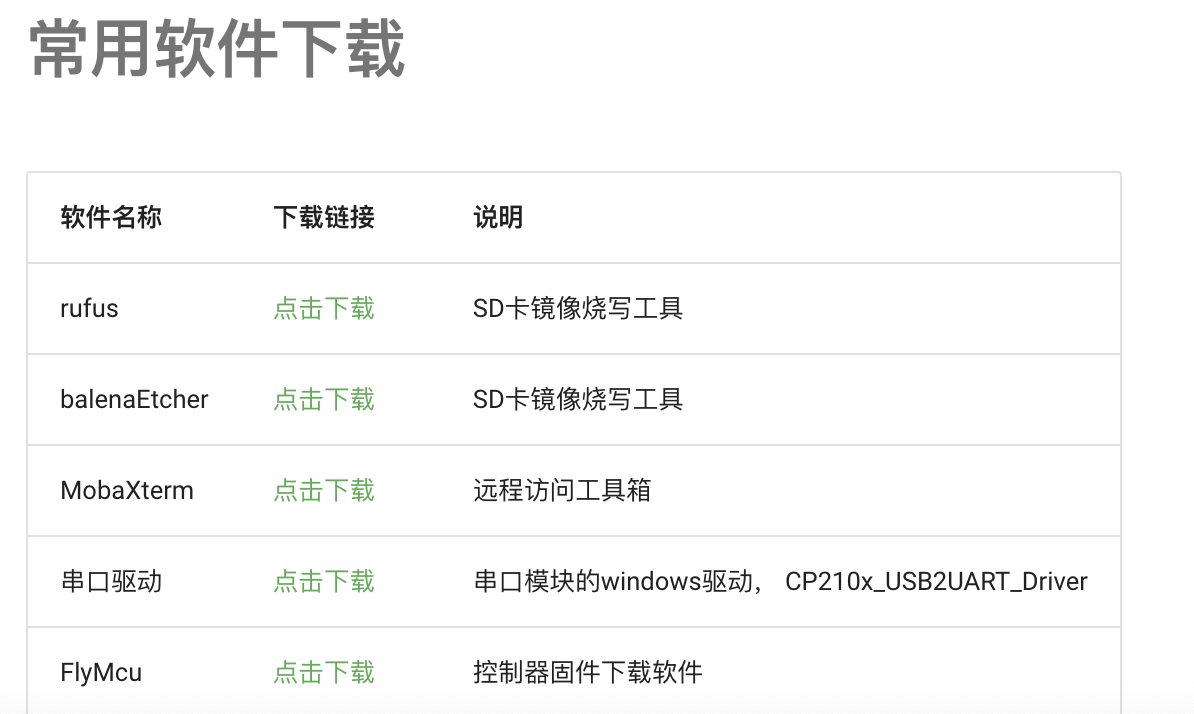 常用软件下载
软件名称 下载链接 说明
rufus 点击下载 SD卡镜像烧写工具
balenaEtcher 点击下载 SD卡镜像烧写工具
MobaXterm 点击下载 远程访问工具箱
串口驱动 点击下载 串口模块的windows驱动， CP210x_USB2UART_Driver
FlyMcu 点击下载 控制器固件下载软件